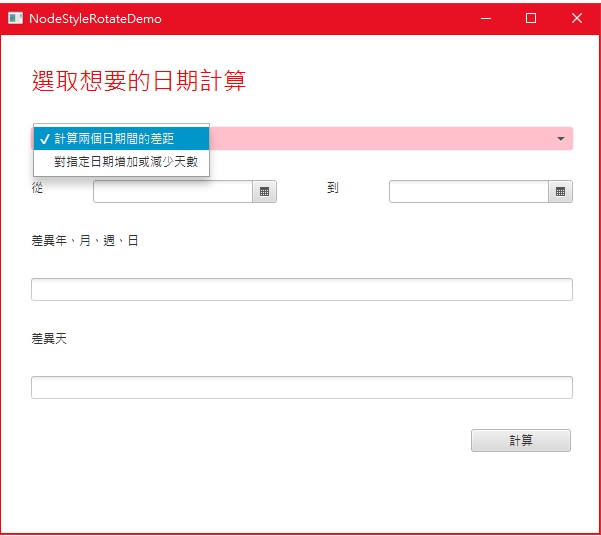 NodeStyleRotateDemo
選取想要的日期計算
計算兩個日期間的差距
對指定日期增加或減少天數
從 到
差異年、月、週、日
差異天
計算